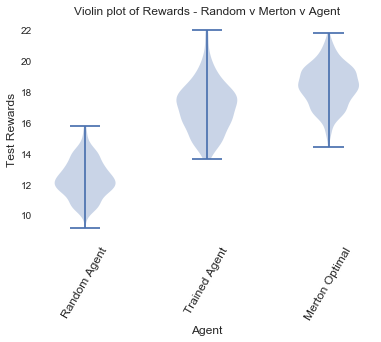 Violin plot of Rewards - Random v Merton v Agent
22
20
18
16
14
12
10
Test Rewards
Random Agent
Trained Agent
Merton Optimal
Agent